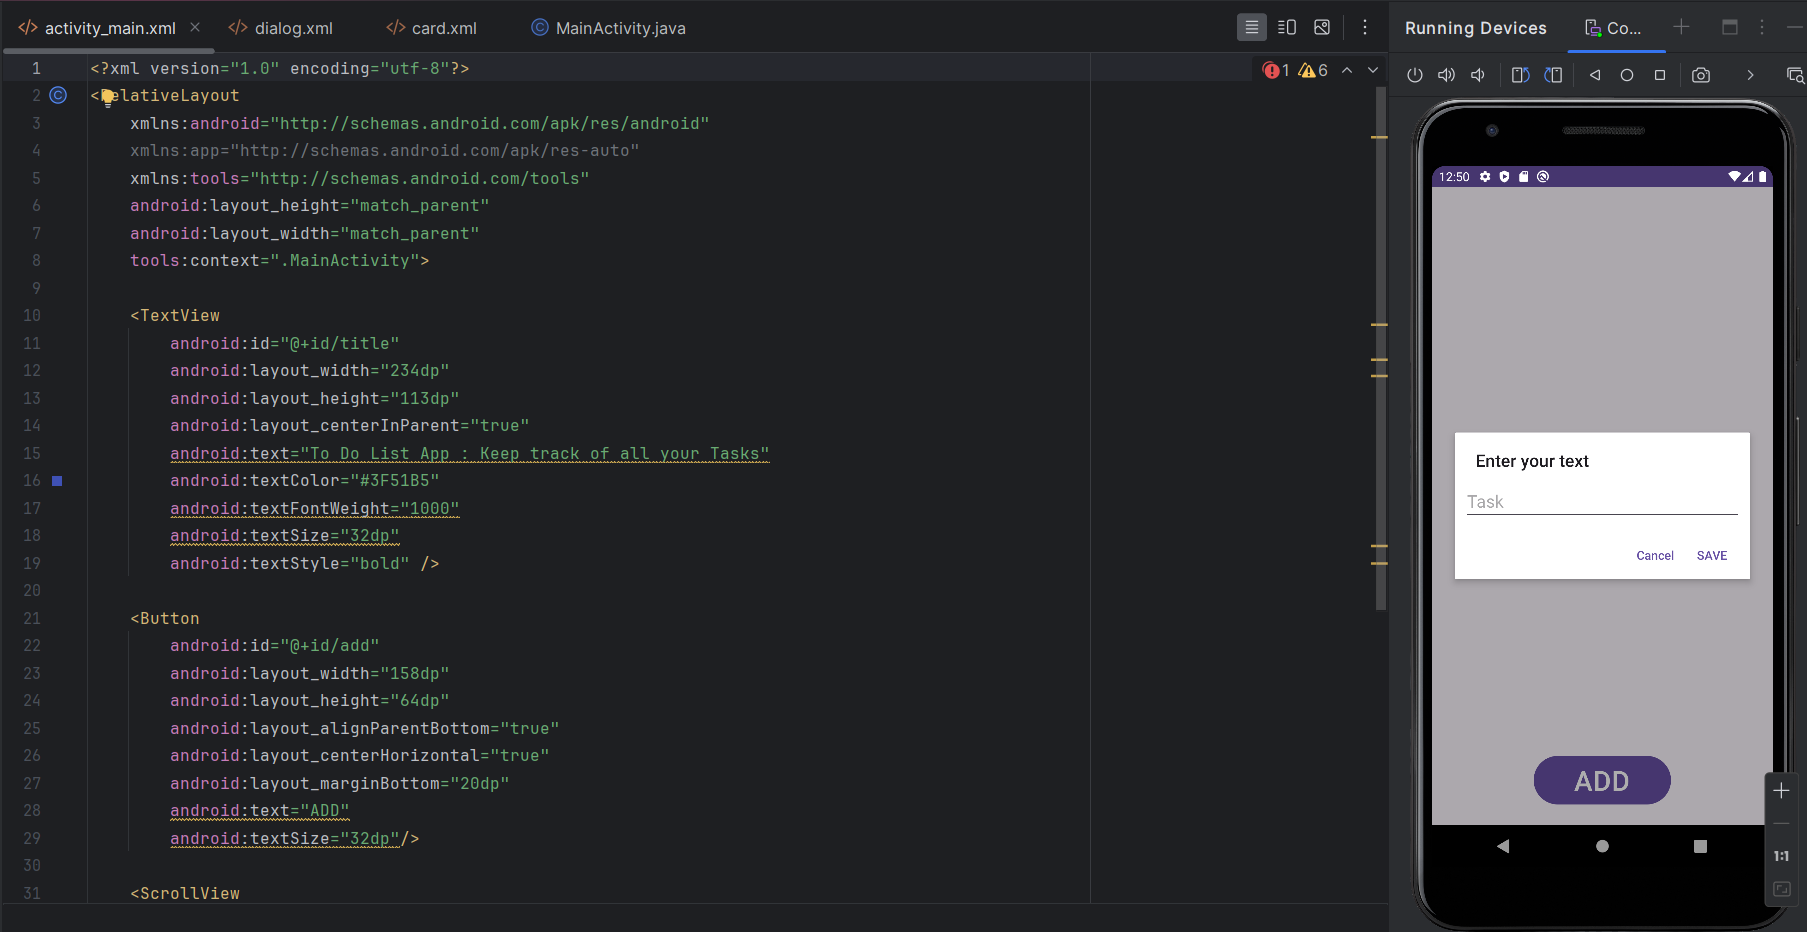 activity_main.xml
dialog.xml
card.xml
MainActivity.java
Running Devices
Co...
1 <?xml version="1.0" encoding="utf-8"?>
1 6
2 <RelativeLayout
3 xmlns:android="http://schemas.android.com/apk/res/android"
4 xmlns:app="http://schemas.android.com/apk/res-auto"
5 xmlns:tools="http://schemas.android.com/tools"
6 android:layout_height="match_parent"
7 android:layout_width="match_parent"
8 tools:context=".MainActivity">
9
10 <TextView
11 android:id="@+id/title"
12 android:layout_width="234dp"
13 android:layout_height="113dp"
14 android:layout_centerInParent="true"
15 android:text="To Do List App : Keep track of all your Tasks"
16 android:textColor="#3F51B5"
17 android:textFontWeight="1000"
18 android:textSize="32dp"
19 android:textStyle="bold" />
20
21 <Button
22 android:id="@+id/add"
23 android:layout_width="158dp"
24 android:layout_height="64dp"
25 android:layout_alignParentBottom="true"
26 android:layout_centerHorizontal="true"
27 android:layout_marginBottom="20dp"
28 android:text="ADD"
29 android:textSize="32dp"/>
30
31 <ScrollView
12:50
Enter your text
Task
Cancel SAVE
ADD
1:1